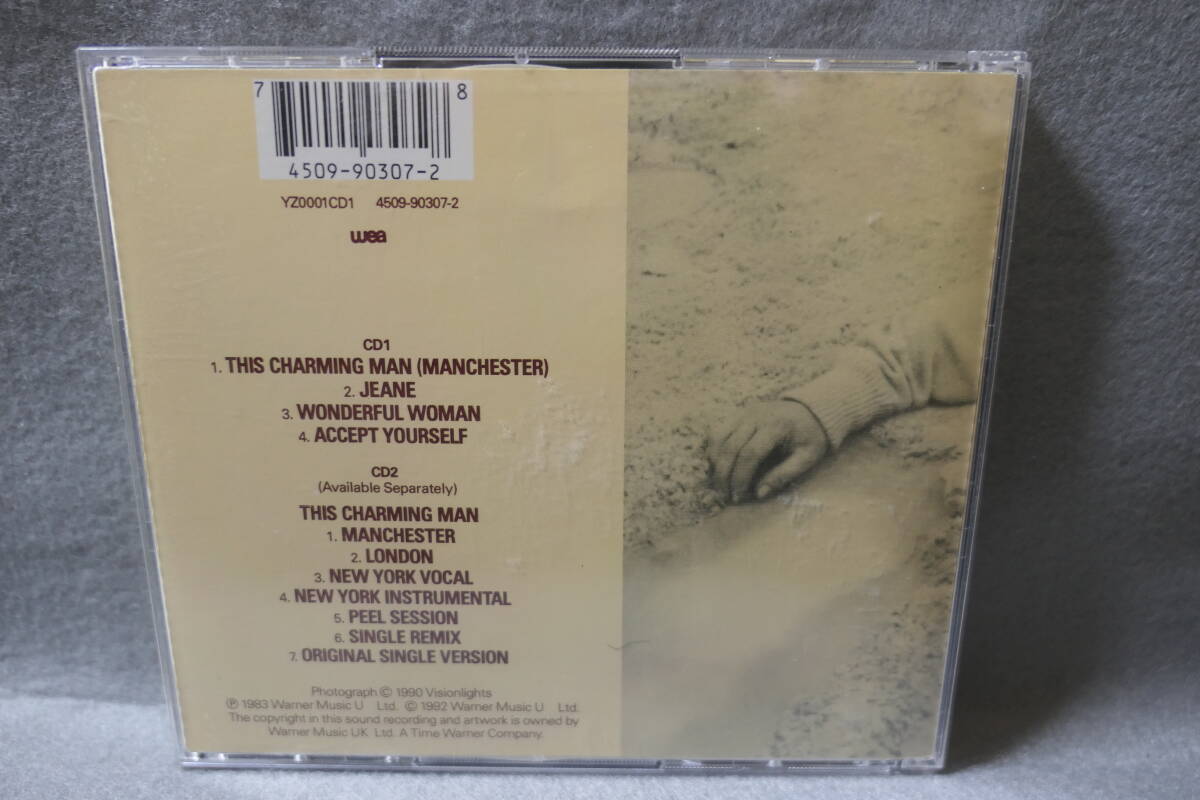 7 8
4509-90307-2
YZ0001CD1 4509-90307-2
wea
CD1
1. THIS CHARMING MAN (MANCHESTER)
2. JEANE
3. WONDERFUL WOMAN
4. ACCEPT YOURSELF
CD2
(Available Separately)
THIS CHARMING MAN
1. MANCHESTER
2. LONDON
3. NEW YORK VOCAL
4. NEW YORK INSTRUMENTAL
5. PEEL SESSION
6. SINGLE REMIX
7. ORIGINAL SINGLE VERSION
Photograph © 1990 Visionlights
℗ 1983 Warner Music U Ltd. © 1992 Warner Music U Ltd.
The copyright in this sound recording and artwork is owned by
Warner Music UK Ltd. A Time Warner Company.